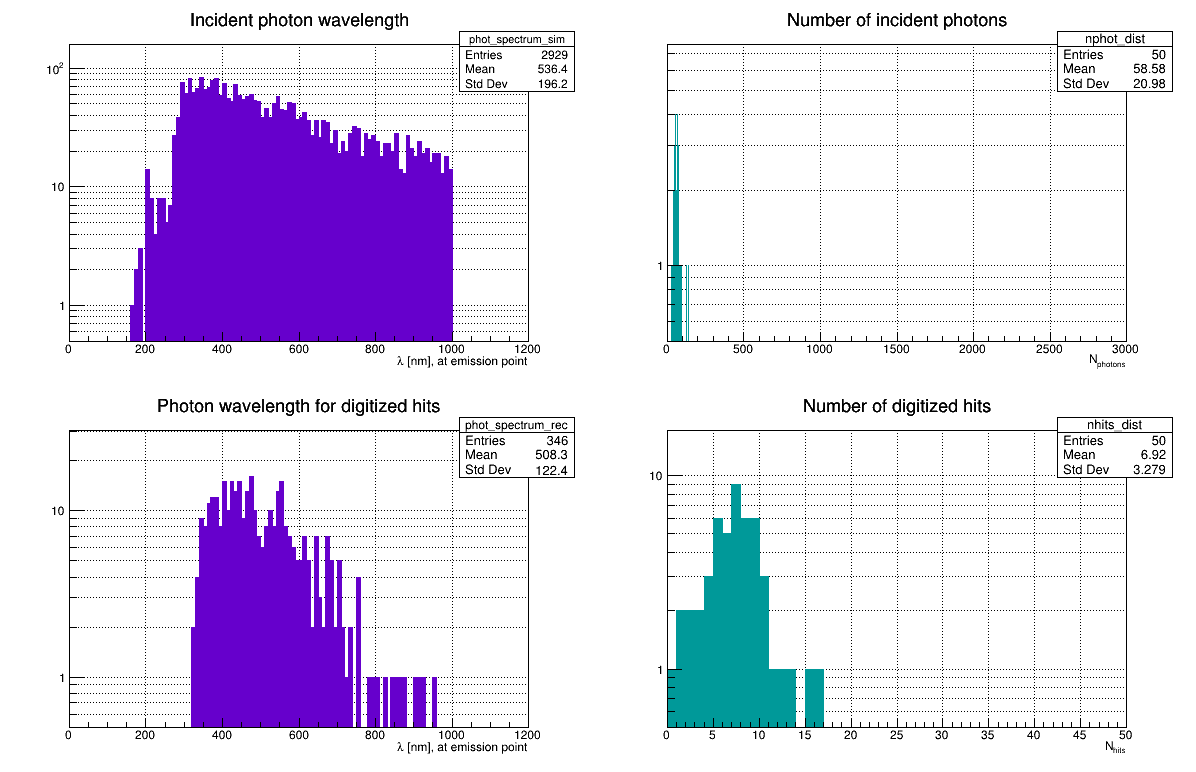 Incident photon wavelength
phot_spectrum_sim
Entries 2929
Mean 536.4
Std Dev 196.2
10²
10
1
0 200 400 600 800 1000 1200
λ [nm], at emission point
Number of incident photons
nphot_dist
Entries 50
Mean 58.58
Std Dev 20.98
1
0 500 1000 1500 2000 2500 3000
Nphotons
Photon wavelength for digitized hits
phot_spectrum_rec
Entries 346
Mean 508.3
Std Dev 122.4
10
1
0 200 400 600 800 1000 1200
λ [nm], at emission point
Number of digitized hits
nhits_dist
Entries 50
Mean 6.92
Std Dev 3.279
10
1
0 5 10 15 20 25 30 35 40 45 50
Nhits